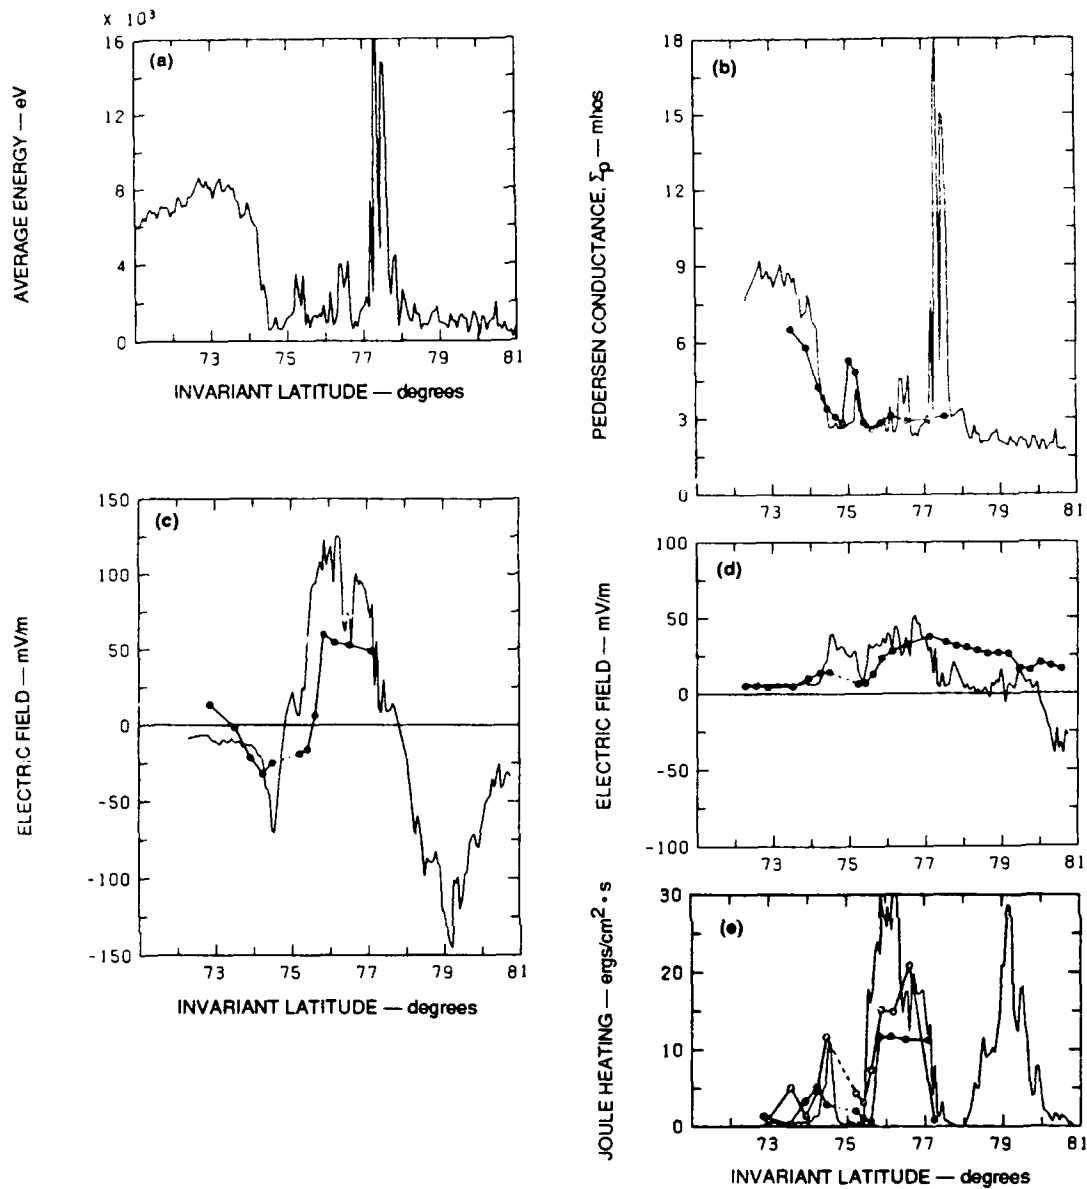 X 10³
16
12
8
4
0
(a)
AVERAGE ENERGY — eV
73 75 77 79 81
INVARIANT LATITUDE — degrees
18
15
12
9
6
3
0
(b)
PEDERSEN CONDUCTANCE, Σp — mhos
73 75 77 79 81
150
100
50
0
-50
-100
-150
(c)
ELECTRIC FIELD — mV/m
73 75 77 79 81
INVARIANT LATITUDE — degrees
100
50
0
-50
-100
(d)
ELECTRIC FIELD — mV/m
73 75 77 79 81
30
20
10
0
(e)
JOULE HEATING — ergs/cm² • s
73 75 77 79 81
INVARIANT LATITUDE — degrees